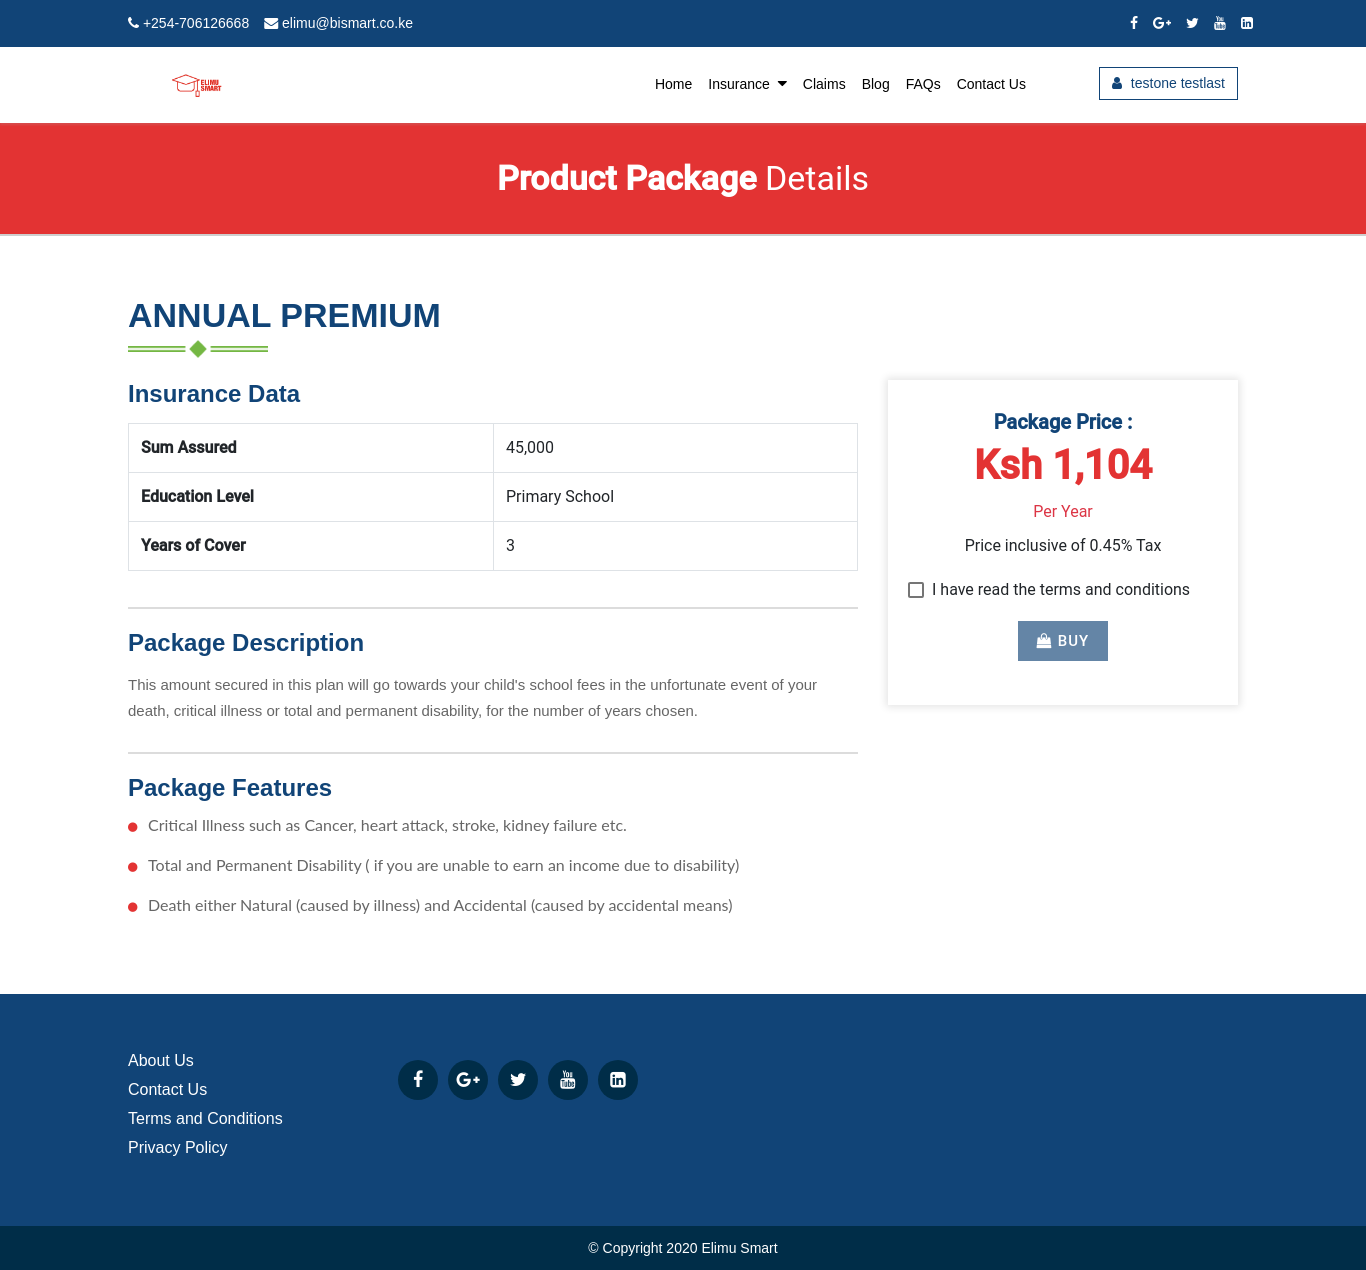 +254-706126668 elimu@bismart.co.ke
ELIMU
SMART
Home Insurance Claims Blog FAQs Contact Us testone testlast
Product Package Details
ANNUAL PREMIUM
Insurance Data
Sum Assured 45,000
Education Level Primary School
Years of Cover 3
Package Price :
Ksh 1,104
Per Year
Price inclusive of 0.45% Tax
I have read the terms and conditions
BUY
Package Description
This amount secured in this plan will go towards your child's school fees in the unfortunate event of your
death, critical illness or total and permanent disability, for the number of years chosen.
Package Features
Critical Illness such as Cancer, heart attack, stroke, kidney failure etc.
Total and Permanent Disability ( if you are unable to earn an income due to disability)
Death either Natural (caused by illness) and Accidental (caused by accidental means)
About Us
Contact Us
Terms and Conditions
Privacy Policy
© Copyright 2020 Elimu Smart